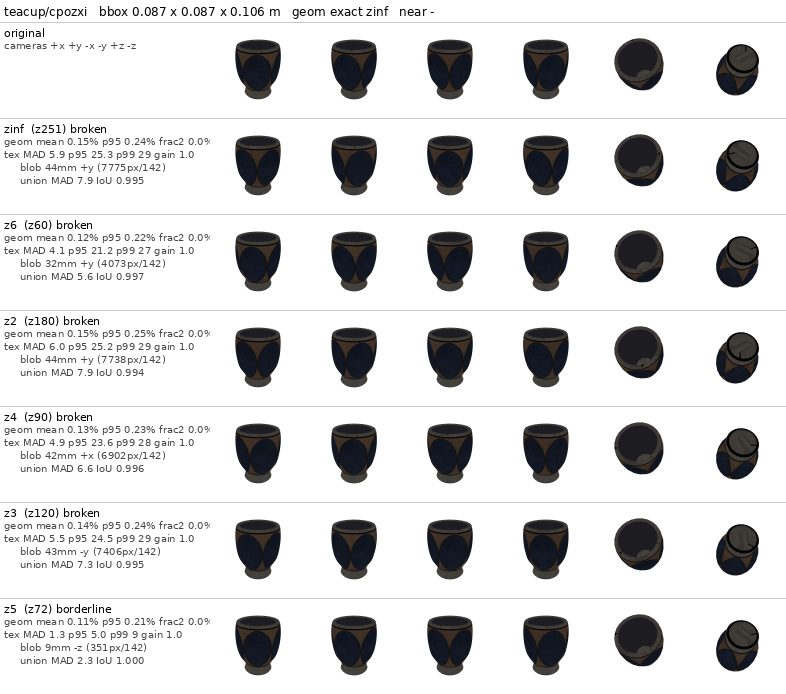 teacup/cpozxi   bbox 0.087 x 0.087 x 0.106 m   geom exact zinf   near -
original
cameras +x +y -x -y +z -z
zinf  (z251) broken
geom mean 0.15% p95 0.24% frac2 0.0%
tex MAD 5.9 p95 25.3 p99 29 gain 1.0
blob 44mm +y (7775px/142)
union MAD 7.9 IoU 0.995
z6  (z60) broken
geom mean 0.12% p95 0.22% frac2 0.0%
tex MAD 4.1 p95 21.2 p99 27 gain 1.0
blob 32mm +y (4073px/142)
union MAD 5.6 IoU 0.997
z2  (z180) broken
geom mean 0.15% p95 0.25% frac2 0.0%
tex MAD 6.0 p95 25.2 p99 29 gain 1.0
blob 44mm +y (7738px/142)
union MAD 7.9 IoU 0.994
z4  (z90) broken
geom mean 0.13% p95 0.23% frac2 0.0%
tex MAD 4.9 p95 23.6 p99 28 gain 1.0
blob 42mm +x (6902px/142)
union MAD 6.6 IoU 0.996
z3  (z120) broken
geom mean 0.14% p95 0.24% frac2 0.0%
tex MAD 5.5 p95 24.5 p99 29 gain 1.0
blob 43mm -y (7406px/142)
union MAD 7.3 IoU 0.995
z5  (z72) borderline
geom mean 0.11% p95 0.21% frac2 0.0%
tex MAD 1.3 p95 5.0 p99 9 gain 1.0
blob 9mm -z (351px/142)
union MAD 2.3 IoU 1.000